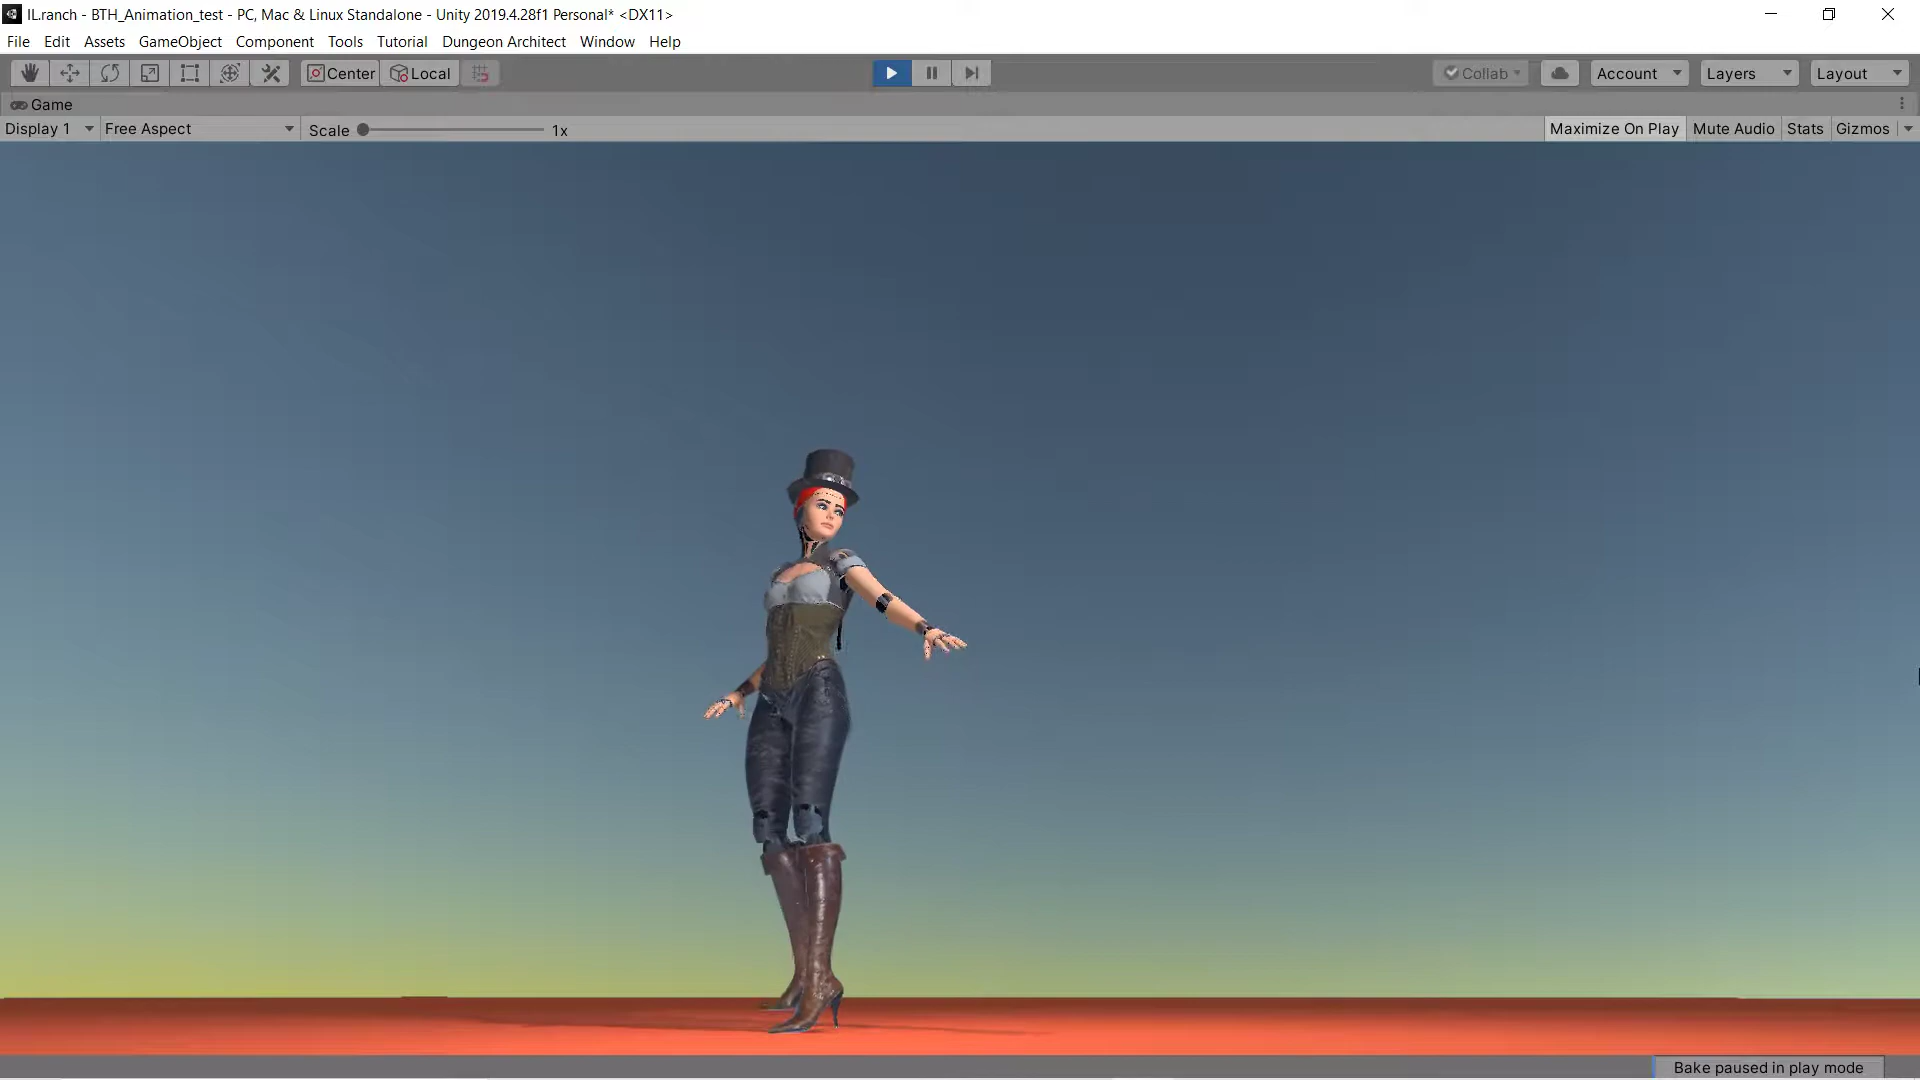 IL.ranch - BTH_Animation_test - PC, Mac & Linux Standalone - Unity 2019.4.28f1 Personal* <DX11>
File Edit Assets GameObject Component Tools Tutorial Dungeon Architect Window Help
Center Local Collab Account Layers Layout
Game
Display 1 Free Aspect Scale 1x Maximize On Play Mute Audio Stats Gizmos
Bake paused in play mode